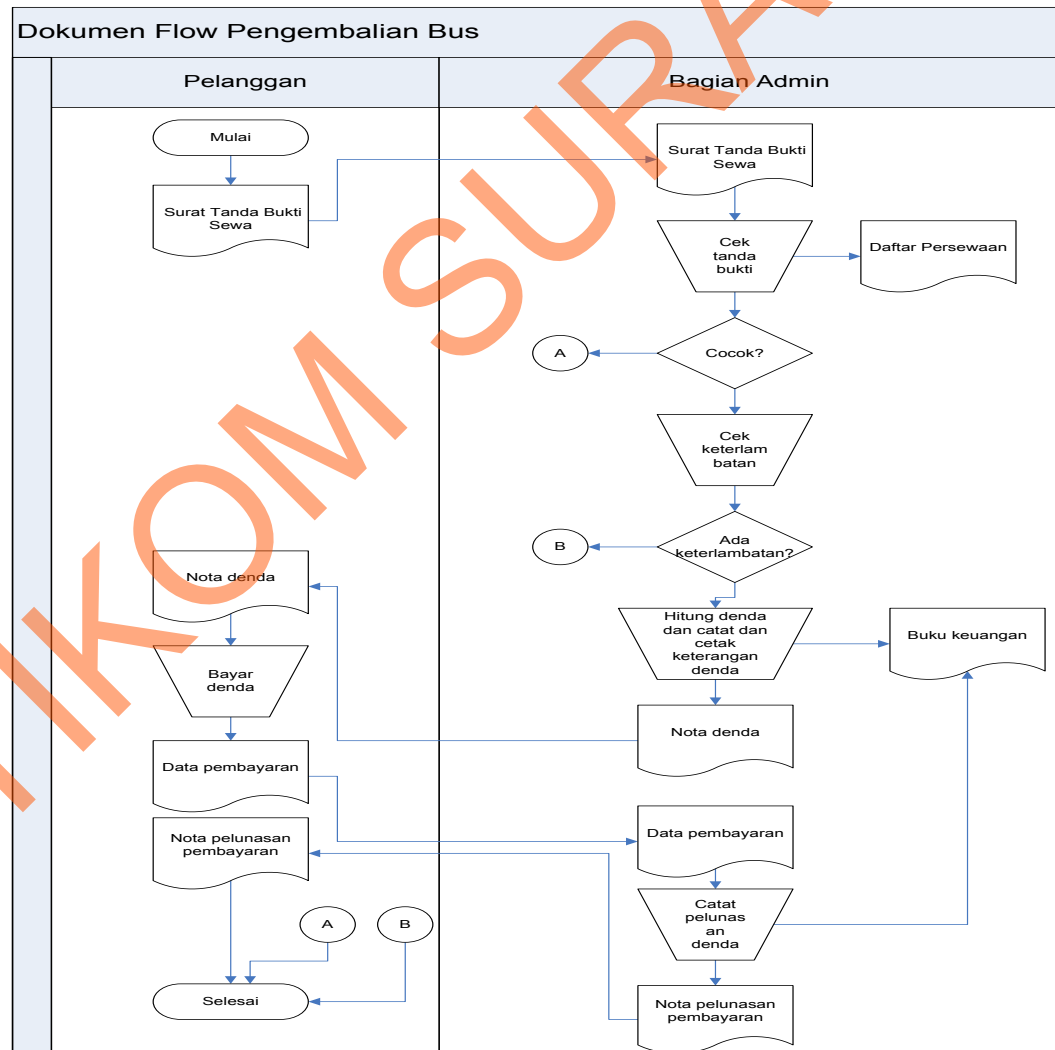 Dokumen Flow Pengembalian Bus
Pelanggan
Bagian Admin
Mulai
Surat Tanda Bukti
Sewa
Surat Tanda Bukti
Sewa
Cek
tanda
bukti
Daftar Persewaan
A
Cocok?
Cek
keterlam
batan
B
Ada
keterlambatan?
Nota denda
Hitung denda
dan catat dan
cetak
keterangan
denda
Buku keuangan
Bayar
denda
Nota denda
Data pembayaran
Nota pelunasan
pembayaran
Data pembayaran
Catat
pelunas
an
denda
A
B
Selesai
Nota pelunasan
pembayaran
IKOM SURA